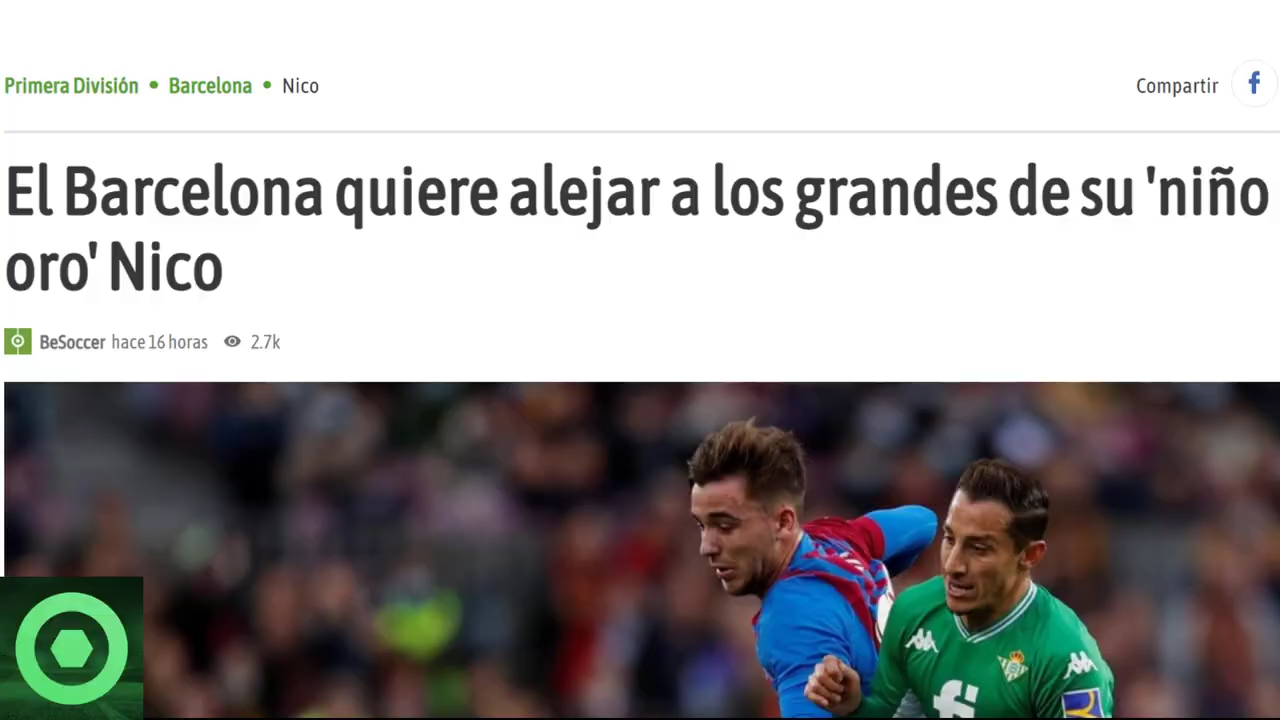 Primera División • Barcelona • Nico
Compartir f
El Barcelona quiere alejar a los grandes de su 'niño
oro' Nico
BeSoccer hace 16 horas 2.7k